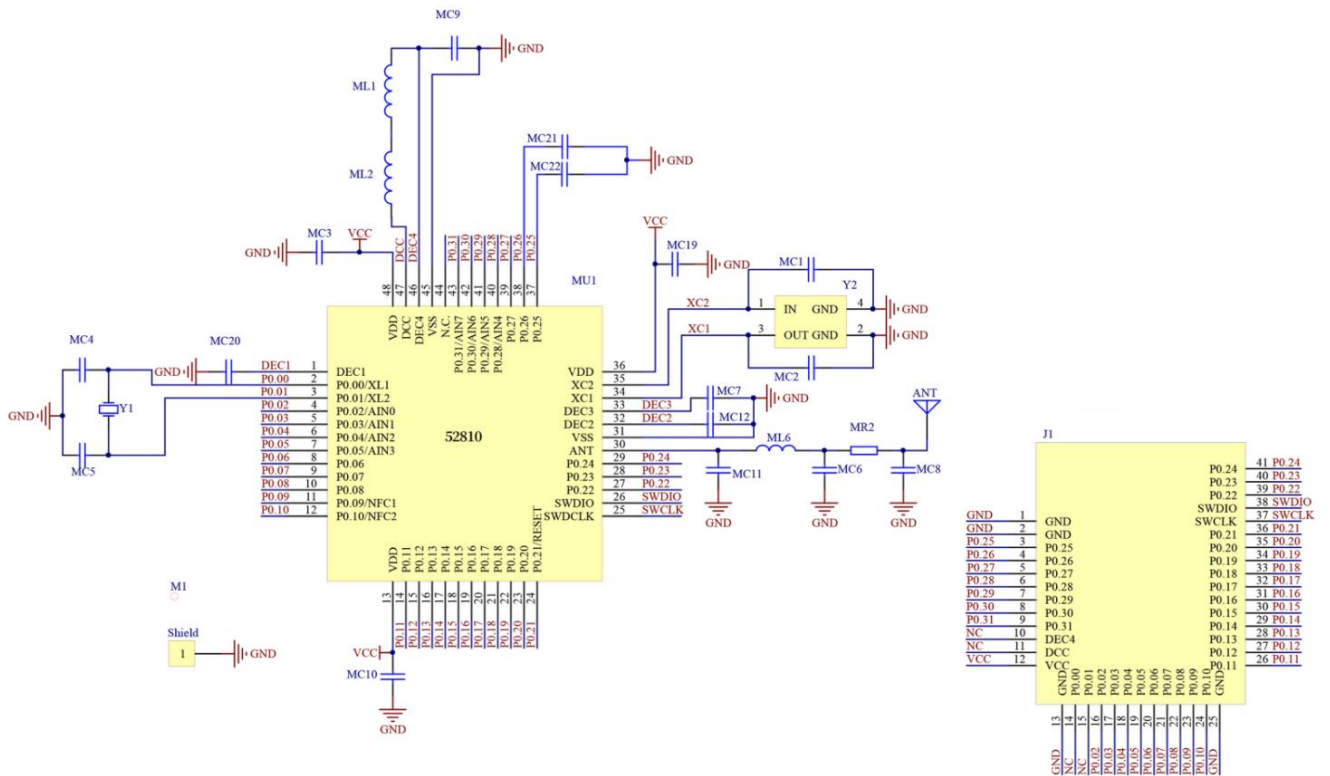 MC9
GND
ML1
ML2
MC21
MC22
GND
MC3
VCC
GND
DCC
DEC4
P0.31
P0.30
P0.29
P0.28
P0.27
P0.26
P0.25
48
47
46
45
44
43
42
41
40
39
38
37
MU1
VDD
DCC
DEC4
VSS
N.C.
P0.31/AIN7
P0.30/AIN6
P0.29/AIN5
P0.28/AIN4
P0.27
P0.26
P0.25
VCC
MC19
GND
MC1
Y2
XC2
1 IN GND 4
GND
XC1
3 OUT GND 2
GND
MC2
MC4
MC20
GND
GND
Y1
MC5
DEC1 1 DEC1
P0.00 2 P0.00/XL1
P0.01 3 P0.01/XL2
P0.02 4 P0.02/AIN0
P0.03 5 P0.03/AIN1
P0.04 6 P0.04/AIN2
P0.05 7 P0.05/AIN3
P0.06 8 P0.06
P0.07 9 P0.07
P0.08 10 P0.08
P0.09 11 P0.09/NFC1
P0.10 12 P0.10/NFC2
52810
VDD 36
XC2 35
XC1 34
DEC3 33 DEC3
DEC2 32 DEC2
VSS 31
ANT 30
P0.24 29 P0.24
P0.23 28 P0.23
P0.22 27 P0.22
SWDIO 26 SWDIO
SWDCLK 25 SWCLK
MC7
GND
MC12
ANT
ML6
MR2
MC11
MC6
MC8
GND
GND
GND
VDD
P0.11
P0.12
P0.13
P0.14
P0.15
P0.16
P0.17
P0.18
P0.19
P0.20
P0.21/RESET
13
14
15
16
17
18
19
20
21
22
23
24
P0.11
P0.12
P0.13
P0.14
P0.15
P0.16
P0.17
P0.18
P0.19
P0.20
P0.21
VCC
MC10
GND
M1
Shield
1
GND
J1
GND 1 GND
GND 2 GND
P0.25 3 P0.25
P0.26 4 P0.26
P0.27 5 P0.27
P0.28 6 P0.28
P0.29 7 P0.29
P0.30 8 P0.30
P0.31 9 P0.31
NC 10 DEC4
NC 11 DCC
VCC 12 VCC
P0.24 41 P0.24
P0.23 40 P0.23
P0.22 39 P0.22
SWDIO 38 SWDIO
SWCLK 37 SWCLK
P0.21 36 P0.21
P0.20 35 P0.20
P0.19 34 P0.19
P0.18 33 P0.18
P0.17 32 P0.17
P0.16 31 P0.16
P0.15 30 P0.15
P0.14 29 P0.14
P0.13 28 P0.13
P0.12 27 P0.12
P0.11 26 P0.11
GND
P0.00
P0.01
P0.02
P0.03
P0.04
P0.05
P0.06
P0.07
P0.08
P0.09
P0.10
GND
13
14
15
16
17
18
19
20
21
22
23
24
25
GND
NC
NC
P0.02
P0.03
P0.04
P0.05
P0.06
P0.07
P0.08
P0.09
P0.10
GND